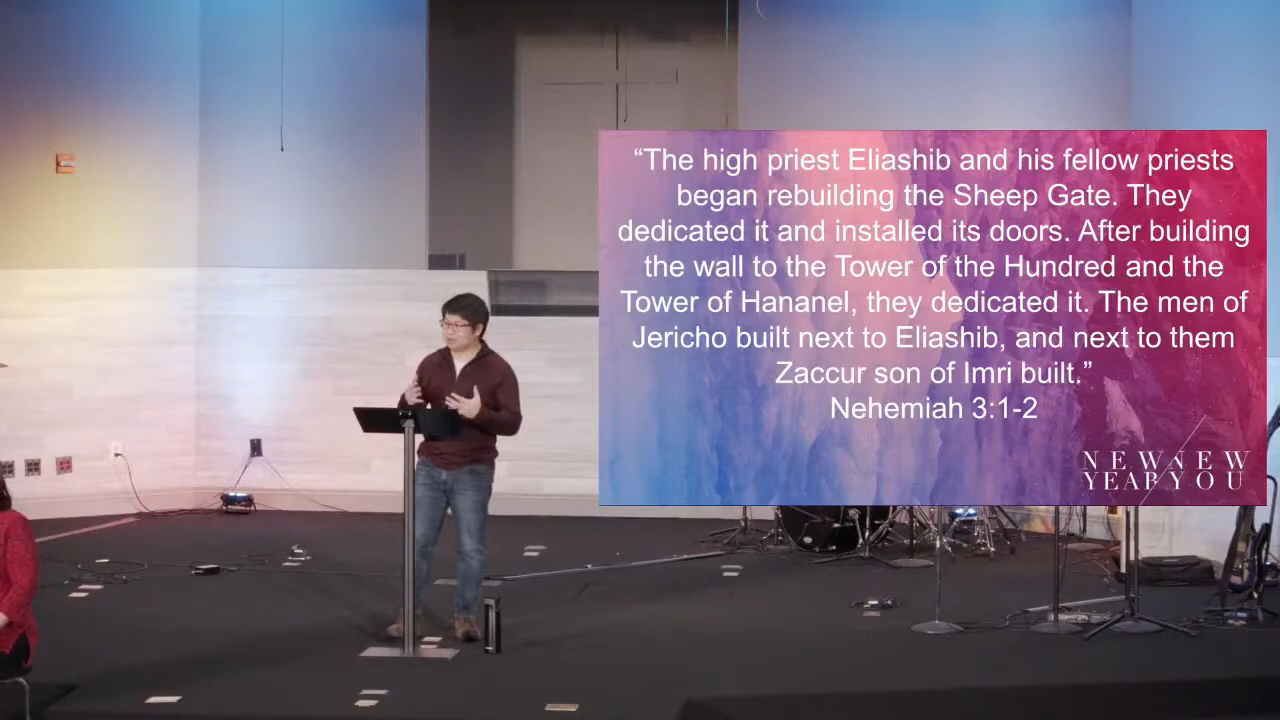 “The high priest Eliashib and his fellow priests
began rebuilding the Sheep Gate. They
dedicated it and installed its doors. After building
the wall to the Tower of the Hundred and the
Tower of Hananel, they dedicated it. The men of
Jericho built next to Eliashib, and next to them
Zaccur son of Imri built.”
Nehemiah 3:1-2
NEW NEW
YEAR YOU